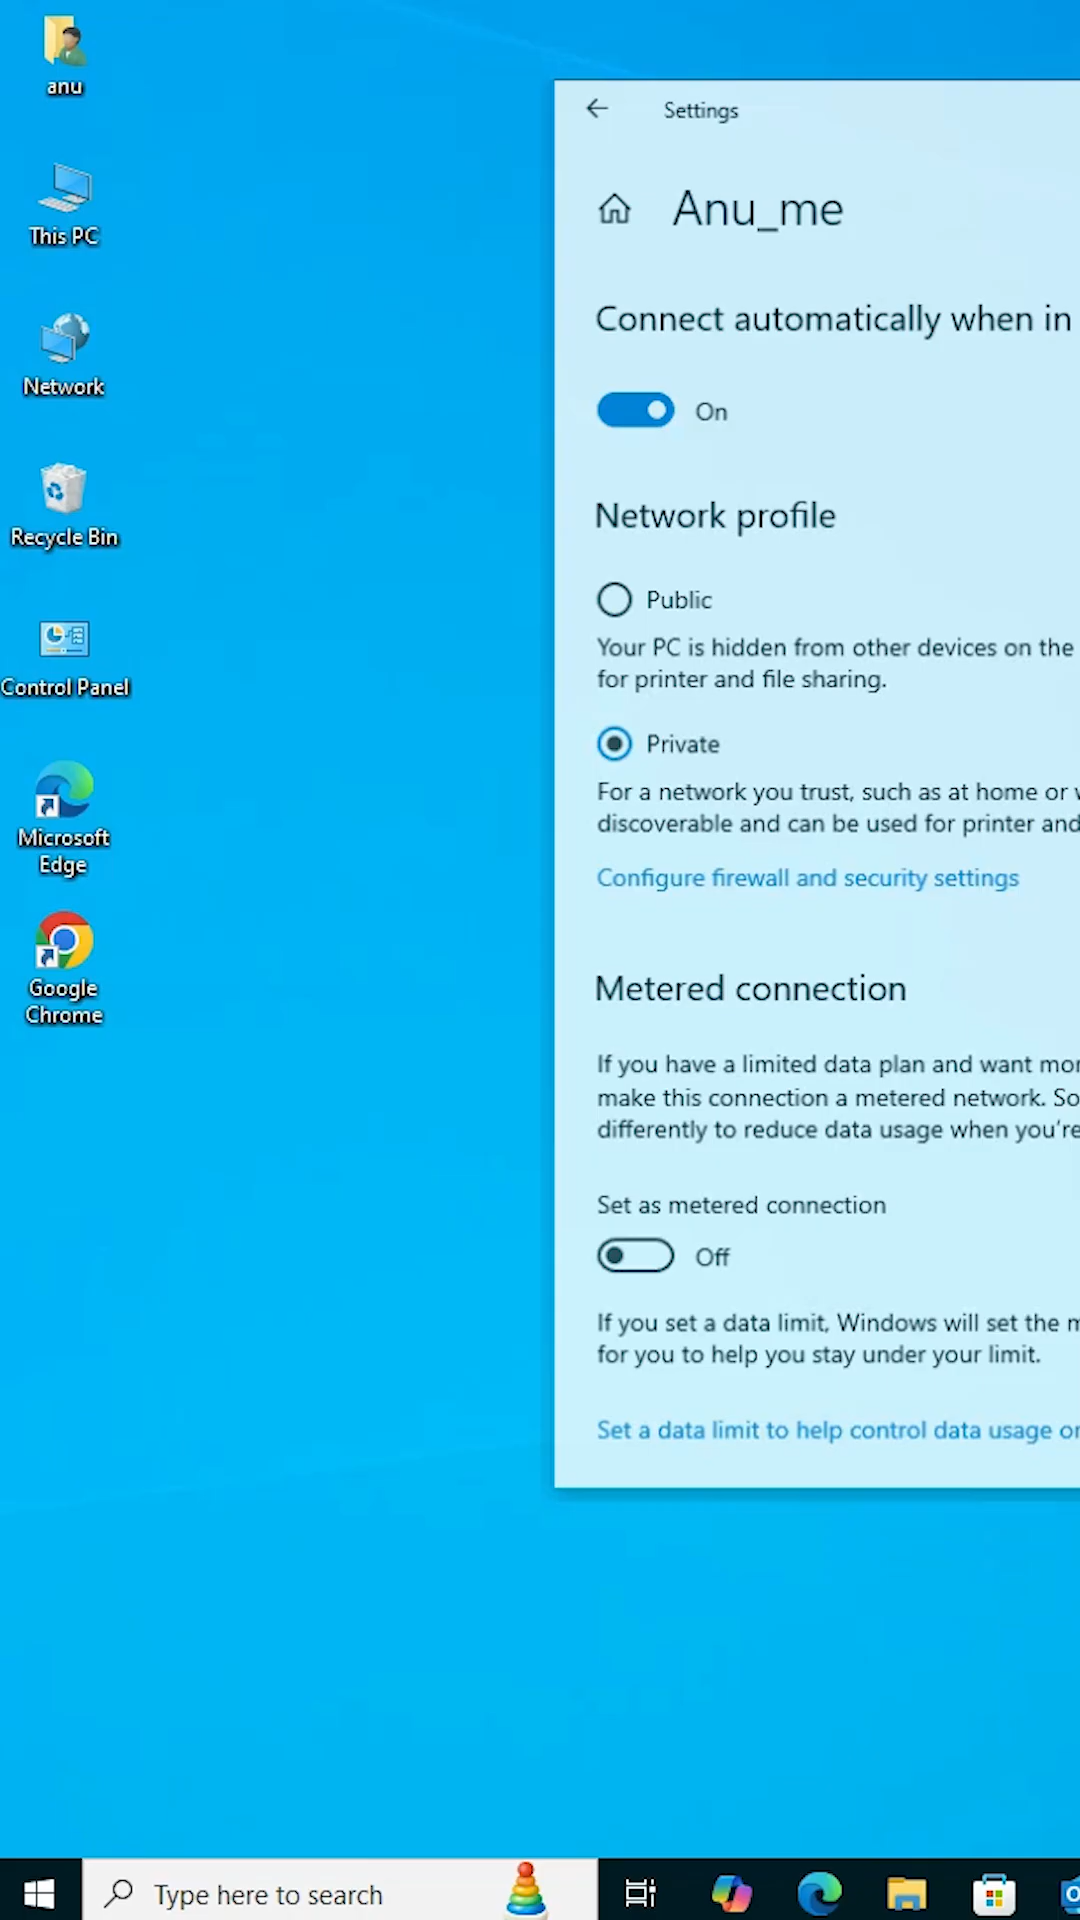 anu
This PC
Network
Recycle Bin
Control Panel
Microsoft
Edge
Google
Chrome
Settings
Anu_me
Connect automatically when in
On
Network profile
Public
Your PC is hidden from other devices on the
for printer and file sharing.
Private
For a network you trust, such as at home or
discoverable and can be used for printer and
Configure firewall and security settings
Metered connection
If you have a limited data plan and want
make this connection a metered network. So
differently to reduce data usage when you're
Set as metered connection
Off
If you set a data limit, Windows will set the
for you to help you stay under your limit.
Set a data limit to help control data usage
Type here to search